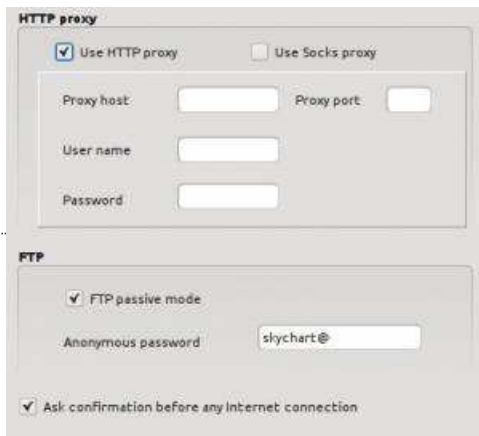 HTTP proxy
Use HTTP proxy Use Socks proxy
Proxy host Proxy port
User name
Password
FTP
FTP passive mode
Anonymous password skychart@
Ask confirmation before any Internet connection